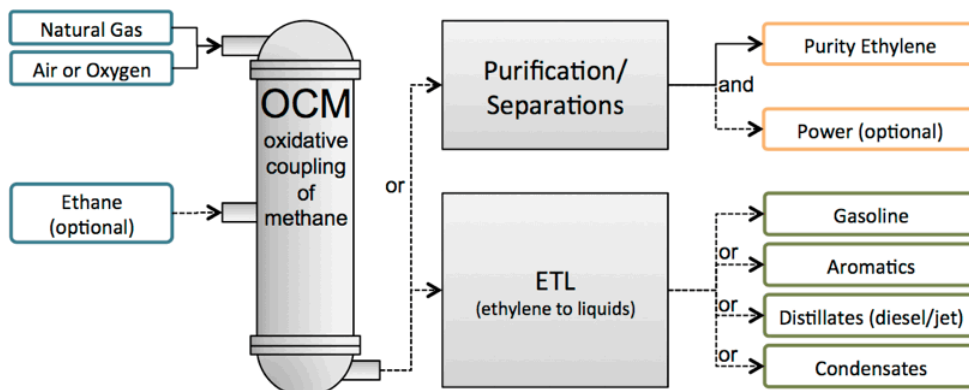 Natural Gas
Air or Oxygen
OCM
oxidative
coupling
of
methane
Ethane
(optional)
or
Purification/
Separations
and
Purity Ethylene
Power (optional)
ETL
(ethylene to liquids)
Gasoline
or
Aromatics
or
Distillates (diesel/jet)
or
Condensates